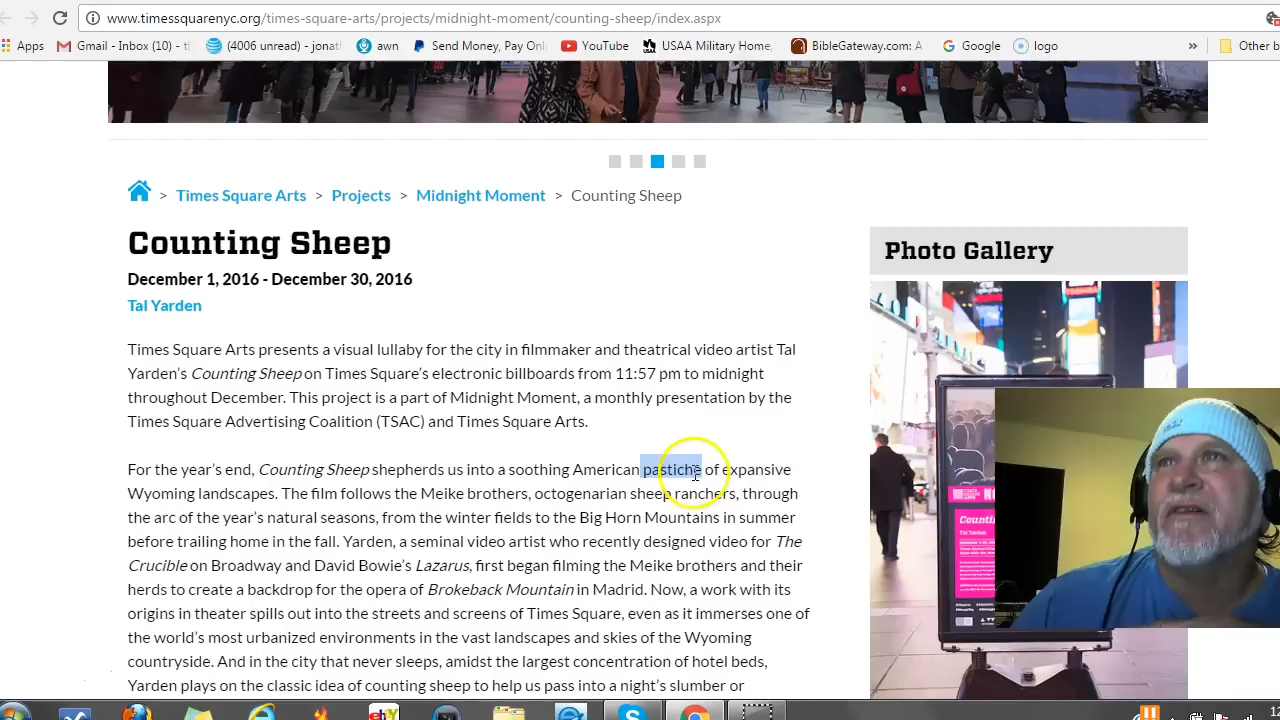 www.timessquarenyc.org/times-square-arts/projects/midnight-moment/counting-sheep/index.aspx
Apps Gmail - Inbox (10) - t (4006 unread) - jonat awn Send Money, Pay Onl YouTube USAA Military Home, BibleGateway.com: A Google logo » Other b
> Times Square Arts > Projects > Midnight Moment > Counting Sheep
Counting Sheep
December 1, 2016 - December 30, 2016
Tal Yarden
Photo Gallery
Times Square Arts presents a visual lullaby for the city in filmmaker and theatrical video artist Tal
Yarden's Counting Sheep on Times Square's electronic billboards from 11:57 pm to midnight
throughout December. This project is a part of Midnight Moment, a monthly presentation by the
Times Square Advertising Coalition (TSAC) and Times Square Arts.
For the year's end, Counting Sheep shepherds us into a soothing American pastiche of expansive
Wyoming landscapes. The film follows the Meike brothers, octogenarian sheep ranchers, through
the arc of the year's natural seasons, from the winter fields to the Big Horn Mountains in summer
before trailing home in the fall. Yarden, a seminal video artist who recently designed video for The
Crucible on Broadway and David Bowie's Lazarus, first began filming the Meike brothers and their
herds to create a backdrop for the opera of Brokeback Mountain in Madrid. Now, a work with its
origins in theater spills out into the streets and screens of Times Square, even as immerses one of
the world's most urbanized environments in the vast landscapes and skies of the Wyoming
countryside. And in the city that never sleeps, amidst the largest concentration of hotel beds,
Yarden plays on the classic idea of counting sheep to help us pass into a night's slumber or
Countin
Tal Yarden